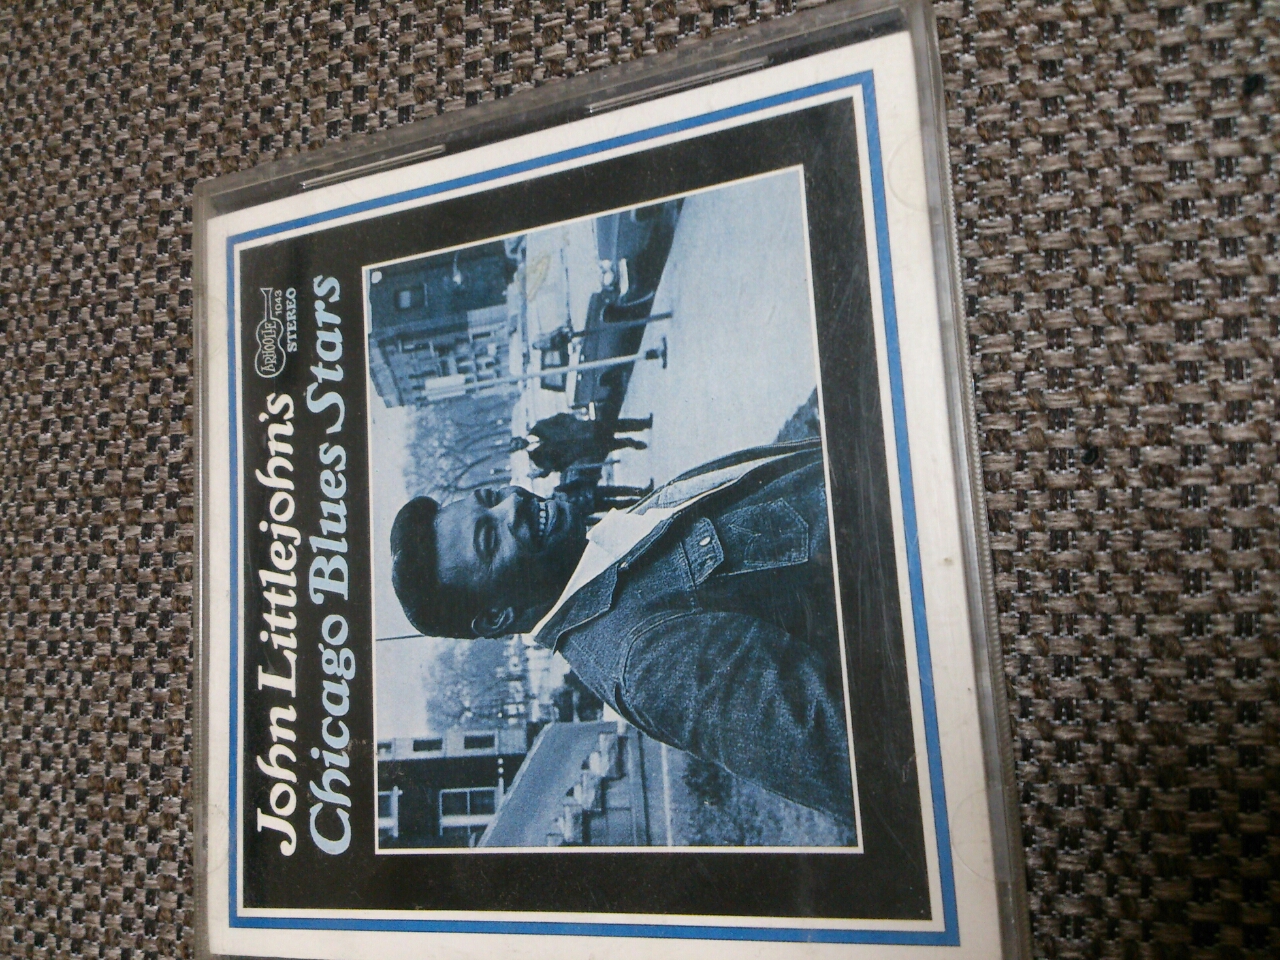 John Littlejohn's
Chicago Blues Stars
ARHOOLIE
1043
STEREO